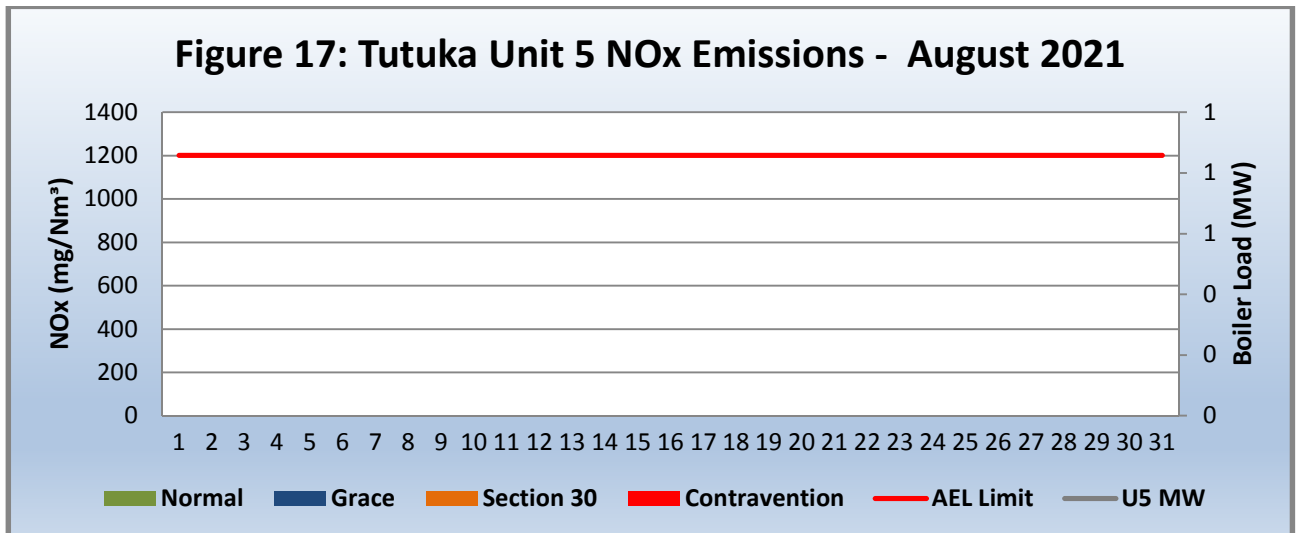 Figure 17: Tutuka Unit 5 NOx Emissions - August 2021
NOx (mg/Nm³)
1400
1200
1000
800
600
400
200
0
1
1
1
0
0
0
Boiler Load (MW)
1 2 3 4 5 6 7 8 9 10 11 12 13 14 15 16 17 18 19 20 21 22 23 24 25 26 27 28 29 30 31
Normal Grace Section 30 Contravention AEL Limit U5 MW